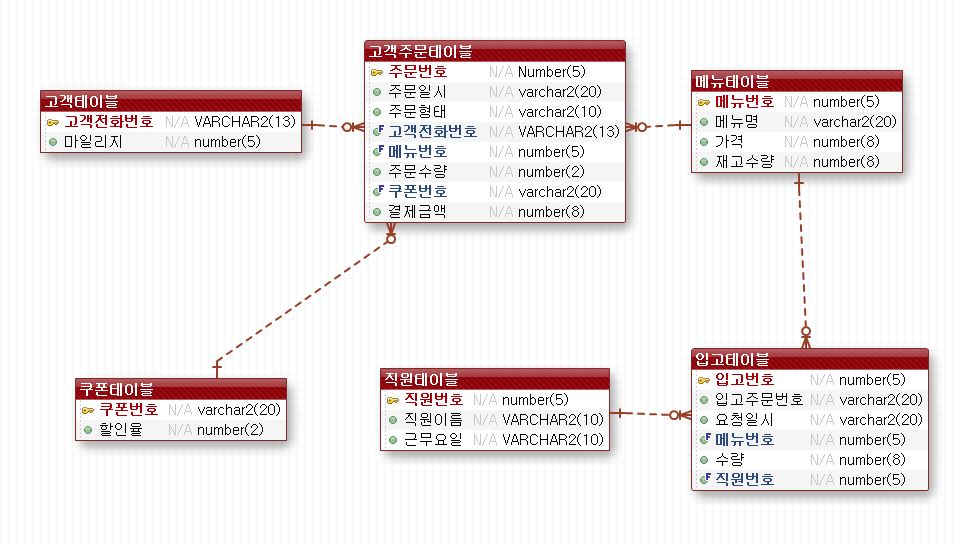 고객테이블
고객전화번호 N/A VARCHAR2(13)
마일리지 N/A number(5)
고객주문테이블
주문번호 N/A Number(5)
주문일시 N/A varchar2(20)
주문형태 N/A varchar2(10)
고객전화번호 N/A VARCHAR2(13)
메뉴번호 N/A number(5)
주문수량 N/A number(2)
쿠폰번호 N/A varchar2(20)
결제금액 N/A number(8)
메뉴테이블
메뉴번호 N/A number(5)
메뉴명 N/A varchar2(20)
가격 N/A number(8)
재고수량 N/A number(8)
쿠폰테이블
쿠폰번호 N/A varchar2(20)
할인율 N/A number(2)
직원테이블
직원번호 N/A number(5)
직원이름 N/A VARCHAR2(10)
근무요일 N/A VARCHAR2(10)
입고테이블
입고번호 N/A number(5)
입고주문번호 N/A varchar2(20)
요청일시 N/A varchar2(20)
메뉴번호 N/A number(5)
수량 N/A number(8)
직원번호 N/A number(5)